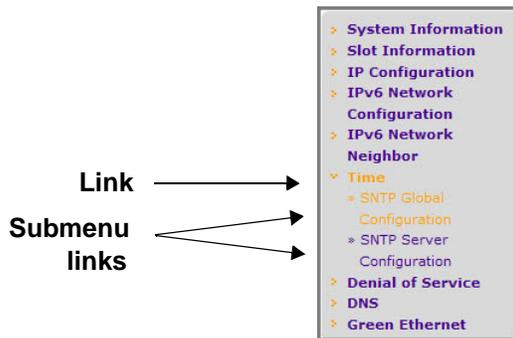 System Information
Slot Information
IP Configuration
IPv6 Network
Configuration
IPv6 Network
Neighbor
Link
Time
Submenu
links
» SNTP Global
Configuration
» SNTP Server
Configuration
Denial of Service
DNS
Green Ethernet